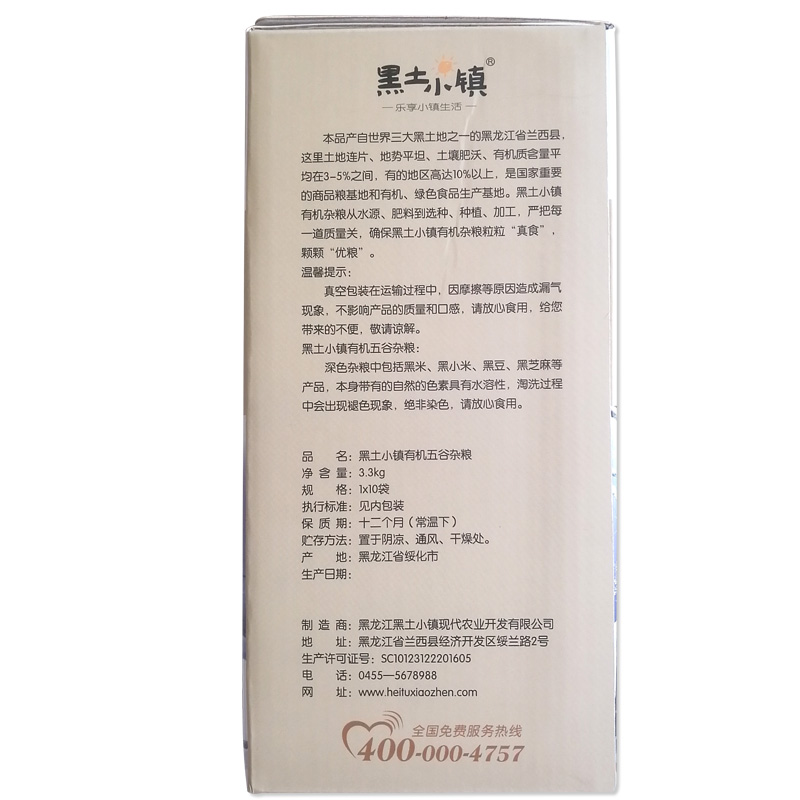 黑土小镇®
—乐享小镇生活—
本品产自世界三大黑土地之一的黑龙江省兰西县，
这里土地连片、地势平坦、土壤肥沃、有机质含量平
均在3-5%之间，有的地区高达10%以上，是国家重要
的商品粮基地和有机、绿色食品生产基地。黑土小镇
有机杂粮从水源、肥料到选种、种植、加工，严把每
一道质量关，确保黑土小镇有机杂粮粒粒“真食”，
颗颗“优粮”。
温馨提示：
真空包装在运输过程中，因摩擦等原因造成漏气
现象，不影响产品的质量和口感，请放心食用，给您
带来的不便，敬请谅解。
黑土小镇有机五谷杂粮：
深色杂粮中包括黑米、黑小米、黑豆、黑芝麻等
产品，本身带有的自然的色素具有水溶性，淘洗过程
中会出现褪色现象，绝非染色，请放心食用。
品 名：黑土小镇有机五谷杂粮
净 含 量：3.3kg
规 格：1x10袋
执行标准：见内包装
保 质 期：十二个月（常温下）
贮存方法：置于阴凉、通风、干燥处。
产 地：黑龙江省绥化市
生产日期：
制 造 商：黑龙江黑土小镇现代农业开发有限公司
地 址：黑龙江省兰西县经济开发区绥兰路2号
生产许可证号：SC10123122201605
电 话：0455—5678988
网 址：www.heituxiaozhen.com
全国免费服务热线
400-000-4757